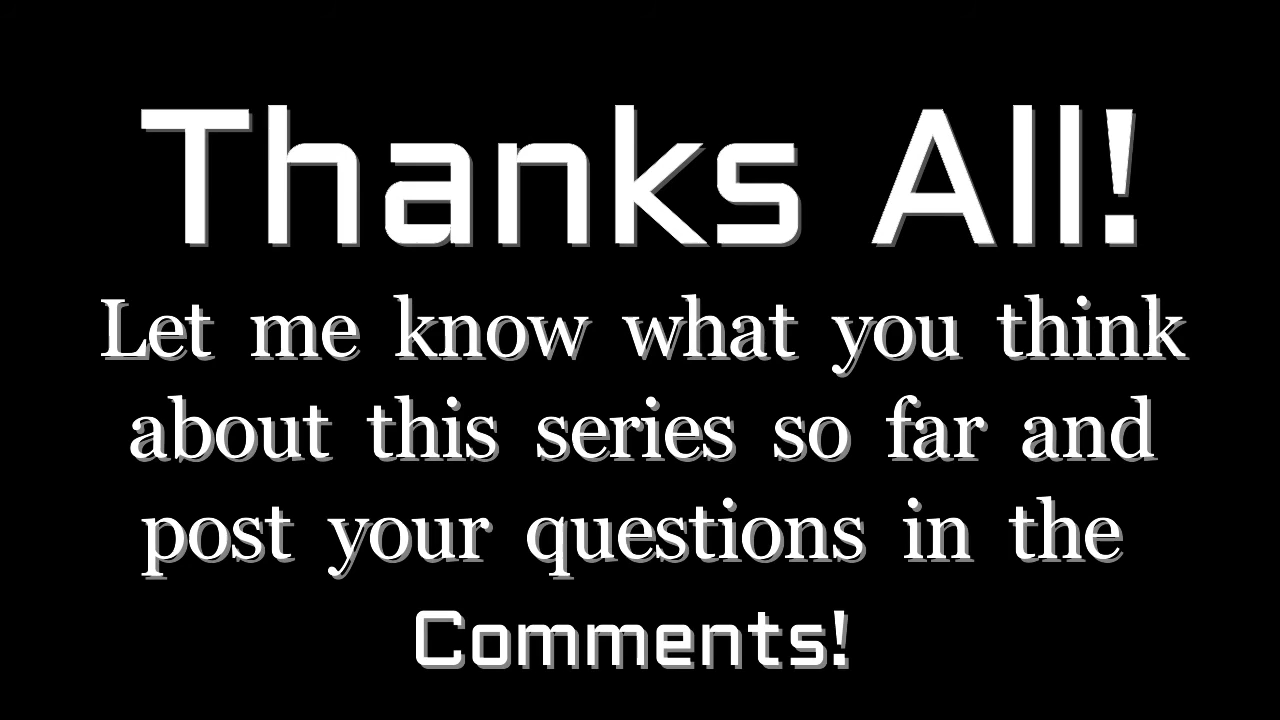 Thanks All!
Let me know what you think
about this series so far and
post your questions in the
Comments!